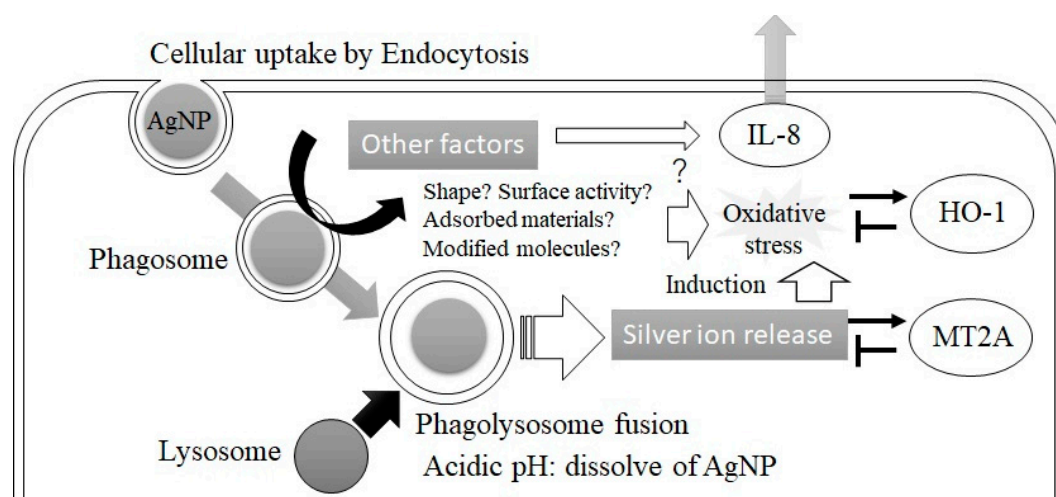 Cellular uptake by Endocytosis
AgNP
Other factors
IL-8
?
Shape? Surface activity?
Adsorbed materials?
Modified molecules?
Oxidative
stress
HO-1
Phagosome
Induction
Silver ion release
MT2A
Lysosome
Phagolysosome fusion
Acidic pH: dissolve of AgNP